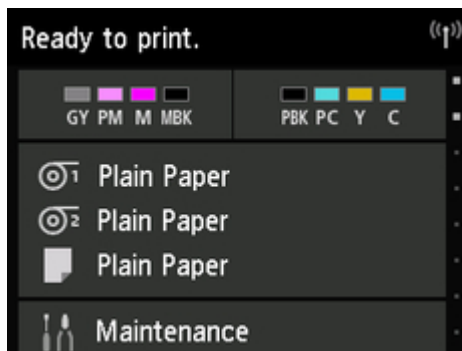 Ready to print.
GY PM M MBK PBK PC Y C
1 Plain Paper
2 Plain Paper
Plain Paper
Maintenance